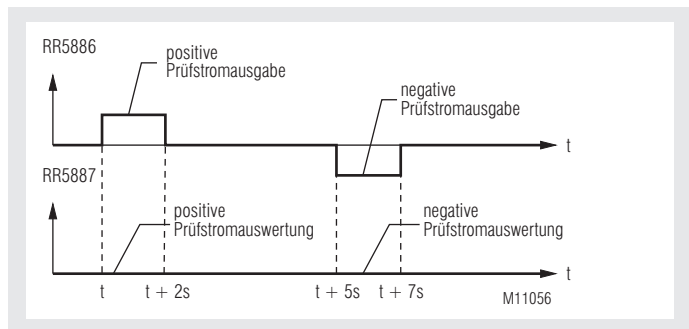 RR5886
positive
Prüfstromausgabe
negative
Prüfstromausgabe
t
RR5887
positive
Prüfstromauswertung
negative
Prüfstromauswertung
t
t
t + 2s
t + 5s
t + 7s
M11056